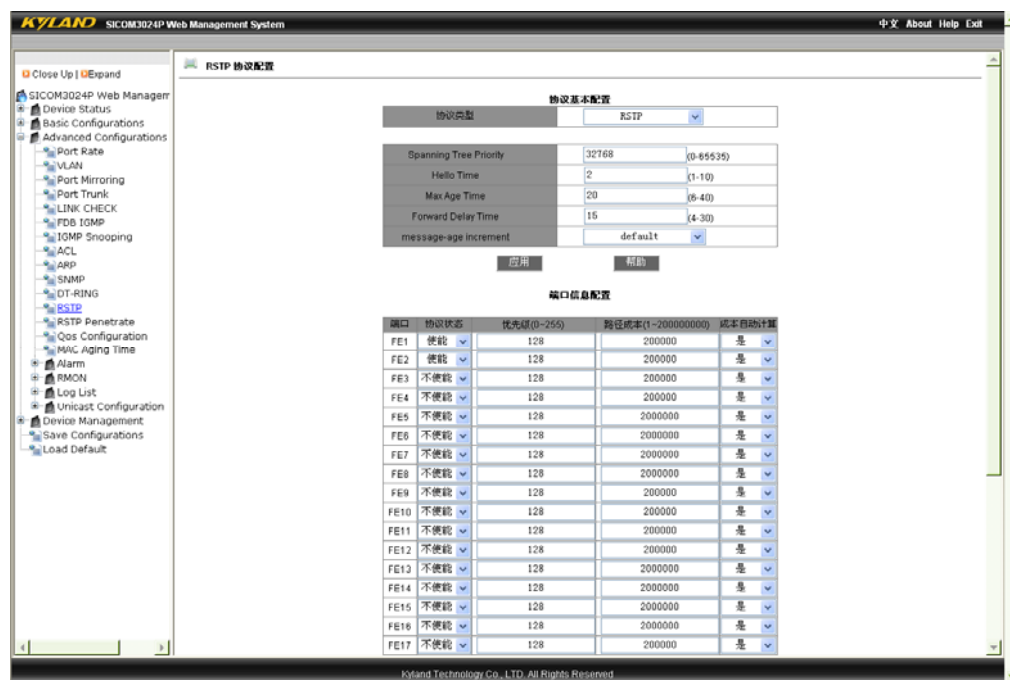 KYLAND SICOM3024P Web Management System 中文 About Help Exit
Close Up | Expand
SICOM3024P Web Managem
Device Status
Basic Configurations
Advanced Configurations
Port Rate
VLAN
Port Mirroring
Port Trunk
LINK CHECK
FDB IGMP
IGMP Snooping
ACL
ARP
SNMP
DT-RING
RSTP
RSTP Penetrate
Qos Configuration
MAC Aging Time
Alarm
RMON
Log List
Unicast Configuration
Device Management
Save Configurations
Load Default
RSTP 协议配置
协议基本配置
协议类型 RSTP
Spanning Tree Priority 32768 (0-65535)
Hello Time 2 (1-10)
Max Age Time 20 (6-40)
Forward Delay Time 15 (4-30)
message-age increment default
应用 帮助
端口信息配置
端口 协议状态 优先级(0~255) 路径成本(1~200000000) 成本自动计算
FE1 使能 128 200000 是
FE2 使能 128 200000 是
FE3 不使能 128 200000 是
FE4 不使能 128 200000 是
FE5 不使能 128 2000000 是
FE6 不使能 128 2000000 是
FE7 不使能 128 2000000 是
FE8 不使能 128 2000000 是
FE9 不使能 128 200000 是
FE10 不使能 128 200000 是
FE11 不使能 128 200000 是
FE12 不使能 128 200000 是
FE13 不使能 128 2000000 是
FE14 不使能 128 2000000 是
FE15 不使能 128 2000000 是
FE16 不使能 128 2000000 是
FE17 不使能 128 200000 是
Kyland Technology Co., LTD. All Rights Reserved